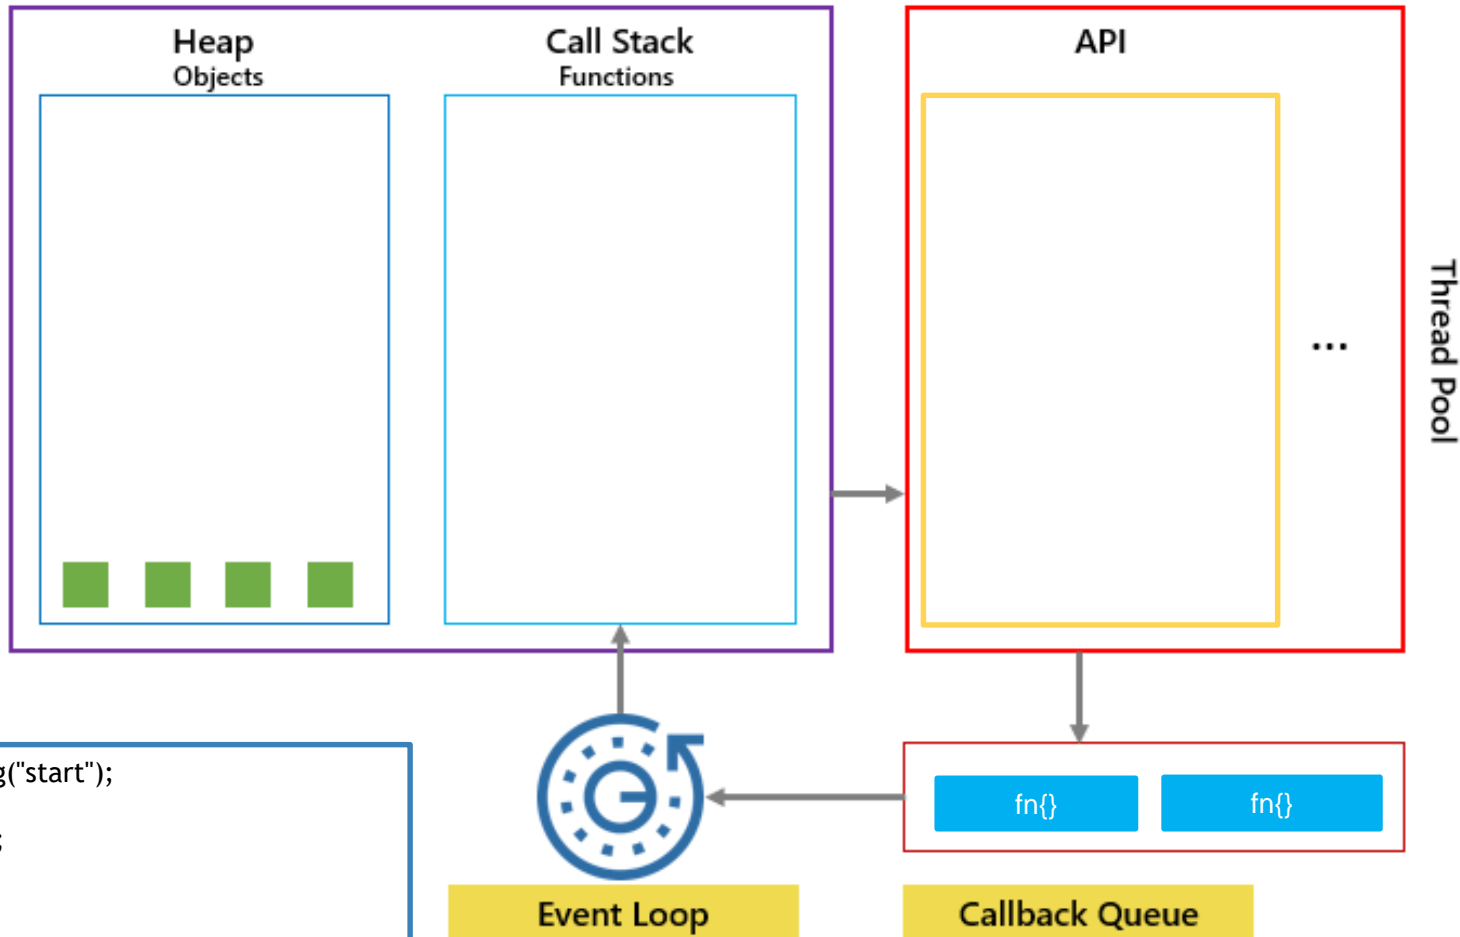 Heap
Objects
Call Stack
Functions
API
...
Thread Pool
g("start");
;
fn{}
fn{}
Event Loop
Callback Queue